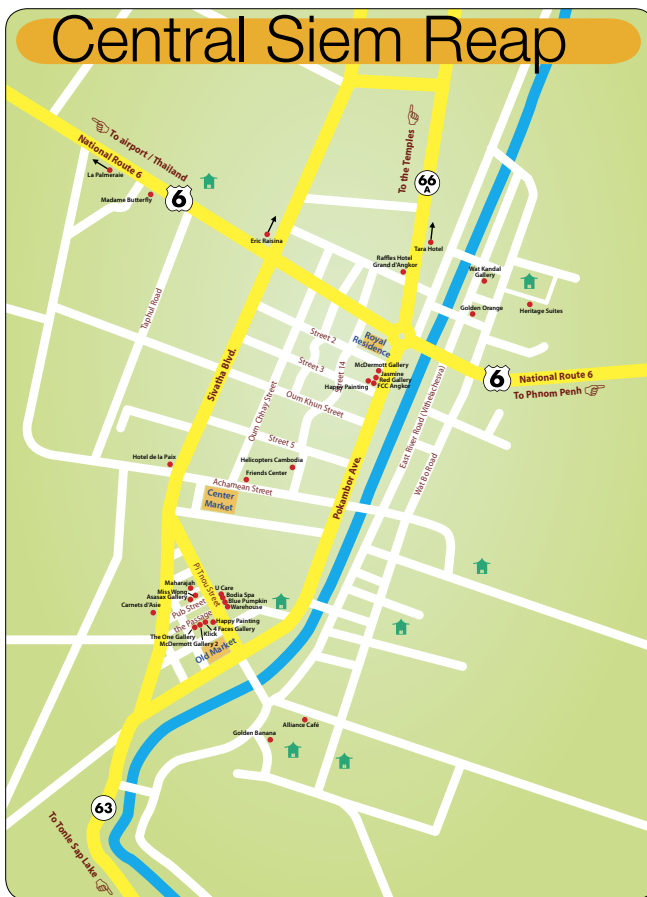 Central Siem Reap
To airport / Thailand
National Route 6
La Palmeraie
Madame Butterfly
6
To the Temples
66
A
Eric Raisina
Tara Hotel
Raffles Hotel
Grand d'Angkor
Wat Kandal
Gallery
Golden Orange
Heritage Suites
Taphul Road
Sivatha Blvd.
Street 2
Royal
Residence
Street 3
Street 14
McDermott Gallery
Jasmine
Red Gallery
Happy Painting
FCC Angkor
6
National Route 6
To Phnom Penh
Oum Chhay Street
Oum Khun Street
East River Road (Vitheachesva)
Wat Bo Road
Street 5
Hotel de la Paix
Helicopters Cambodia
Friends Center
Achamean Street
Center
Market
Pokambor Ave.
Pi Tnou Street
Maharajah
Miss Wong
Asasax Gallery
Carnets d'Asie
U Care
Bodia Spa
Blue Pumpkin
Warehouse
Pub Street
the Passage
Happy Painting
4 Faces Gallery
The One Gallery
Klick
McDermott Gallery 2
Old Market
Alliance Café
Golden Banana
63
To Tonle Sap Lake